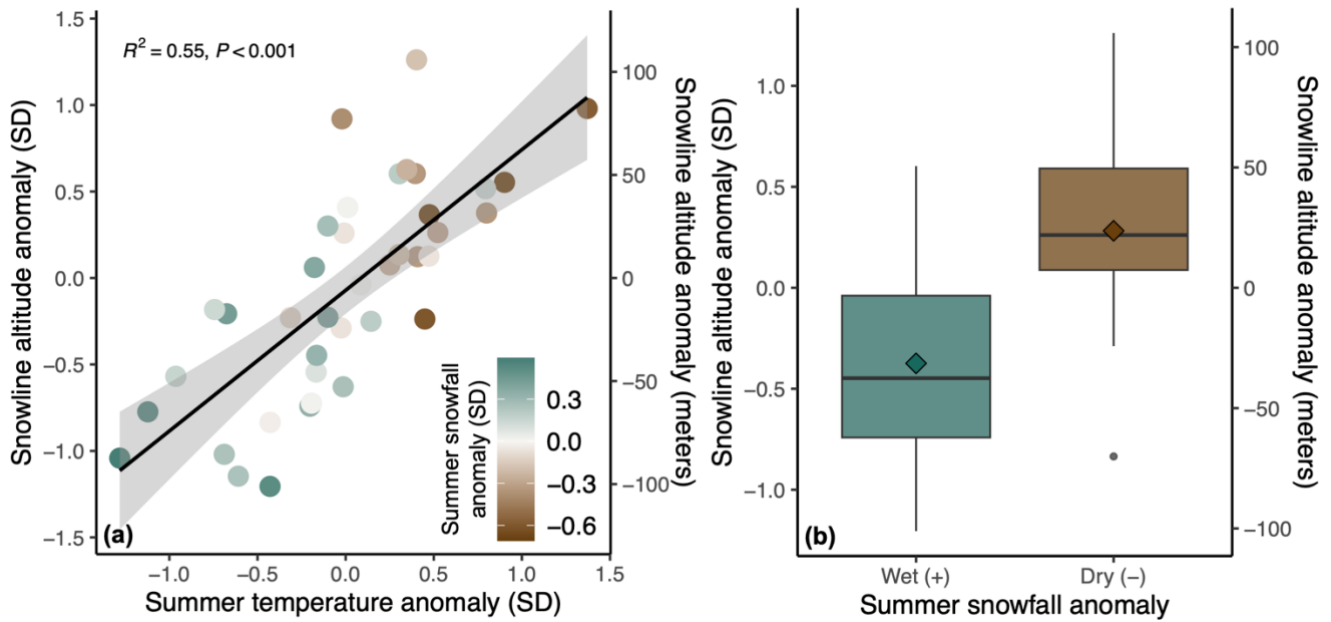 R² = 0.55, P < 0.001
Snowline altitude anomaly (SD)
1.5
1.0
0.5
0.0
−0.5
−1.0
−1.5
100
50
0
−50
−100
Snowline altitude anomaly (meters)
Summer snowfall
anomaly (SD)
0.3
0.0
−0.3
−0.6
(a)
−1.0 −0.5 0.0 0.5 1.0 1.5
Summer temperature anomaly (SD)
Snowline altitude anomaly (SD)
1.0
0.5
0.0
−0.5
−1.0
100
50
0
−50
−100
Snowline altitude anomaly (meters)
(b)
Wet (+) Dry (−)
Summer snowfall anomaly